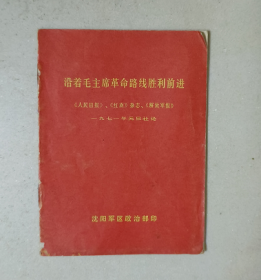 沿着毛主席革命路线胜利前进
《人民日报》、《红旗》杂志、《解放军报》
一九七一年元旦社论
沈阳军区政治部印